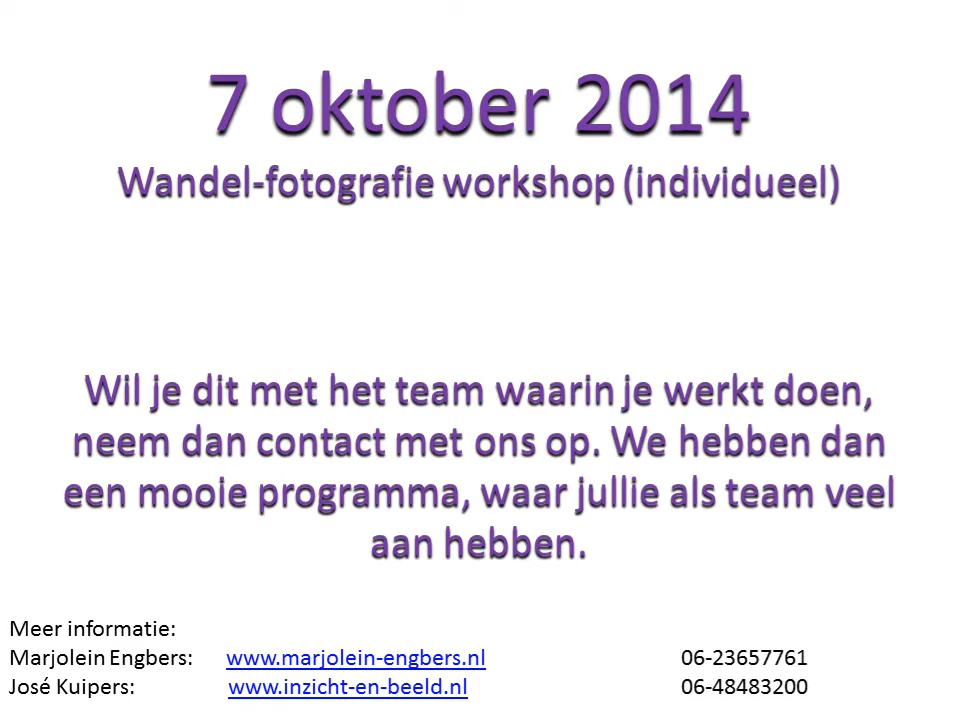 7 oktober 2014
Wandel-fotografie workshop (individueel)
Wil je dit met het team waarin je werkt doen,
neem dan contact met ons op. We hebben dan
een mooie programma, waar jullie als team veel
aan hebben.
Meer informatie:
Marjolein Engbers: www.marjolein-engbers.nl 06-23657761
José Kuipers: www.inzicht-en-beeld.nl 06-48483200